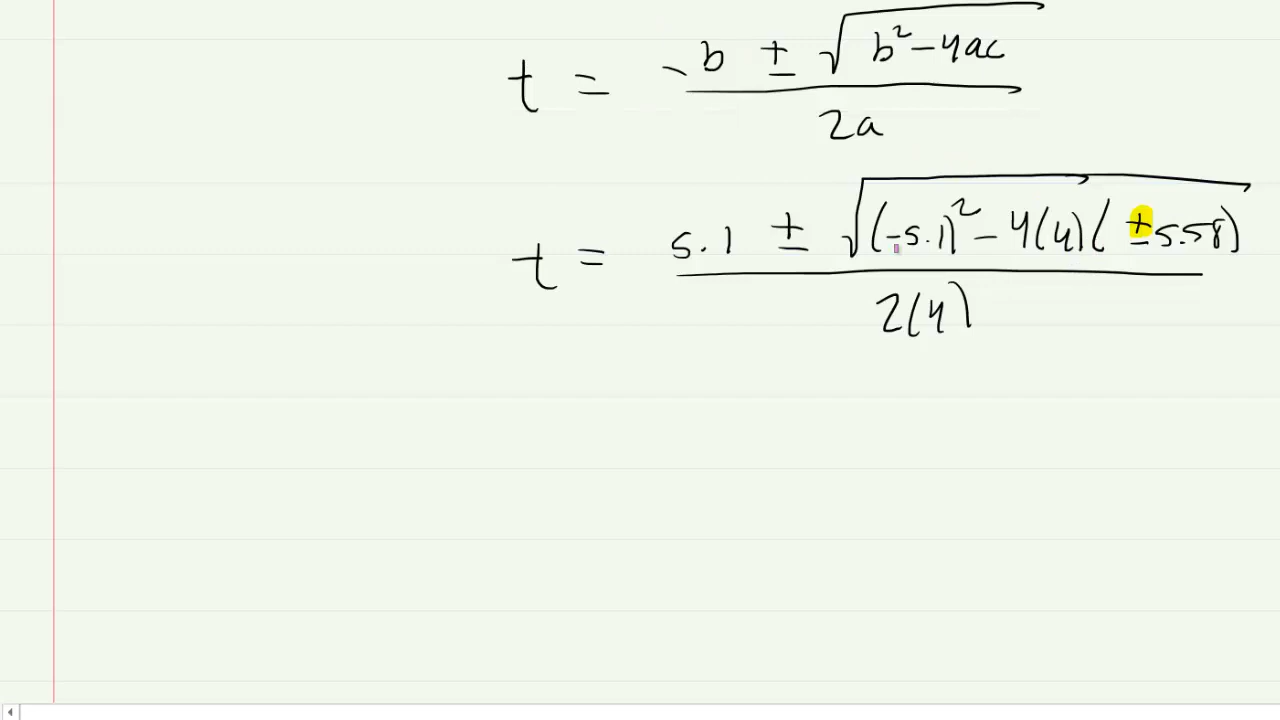 t = -b ± √(b² - 4ac) / 2a
t = 5.1 ± √((-5.1)² - 4(4)(±5.58)) / 2(4)